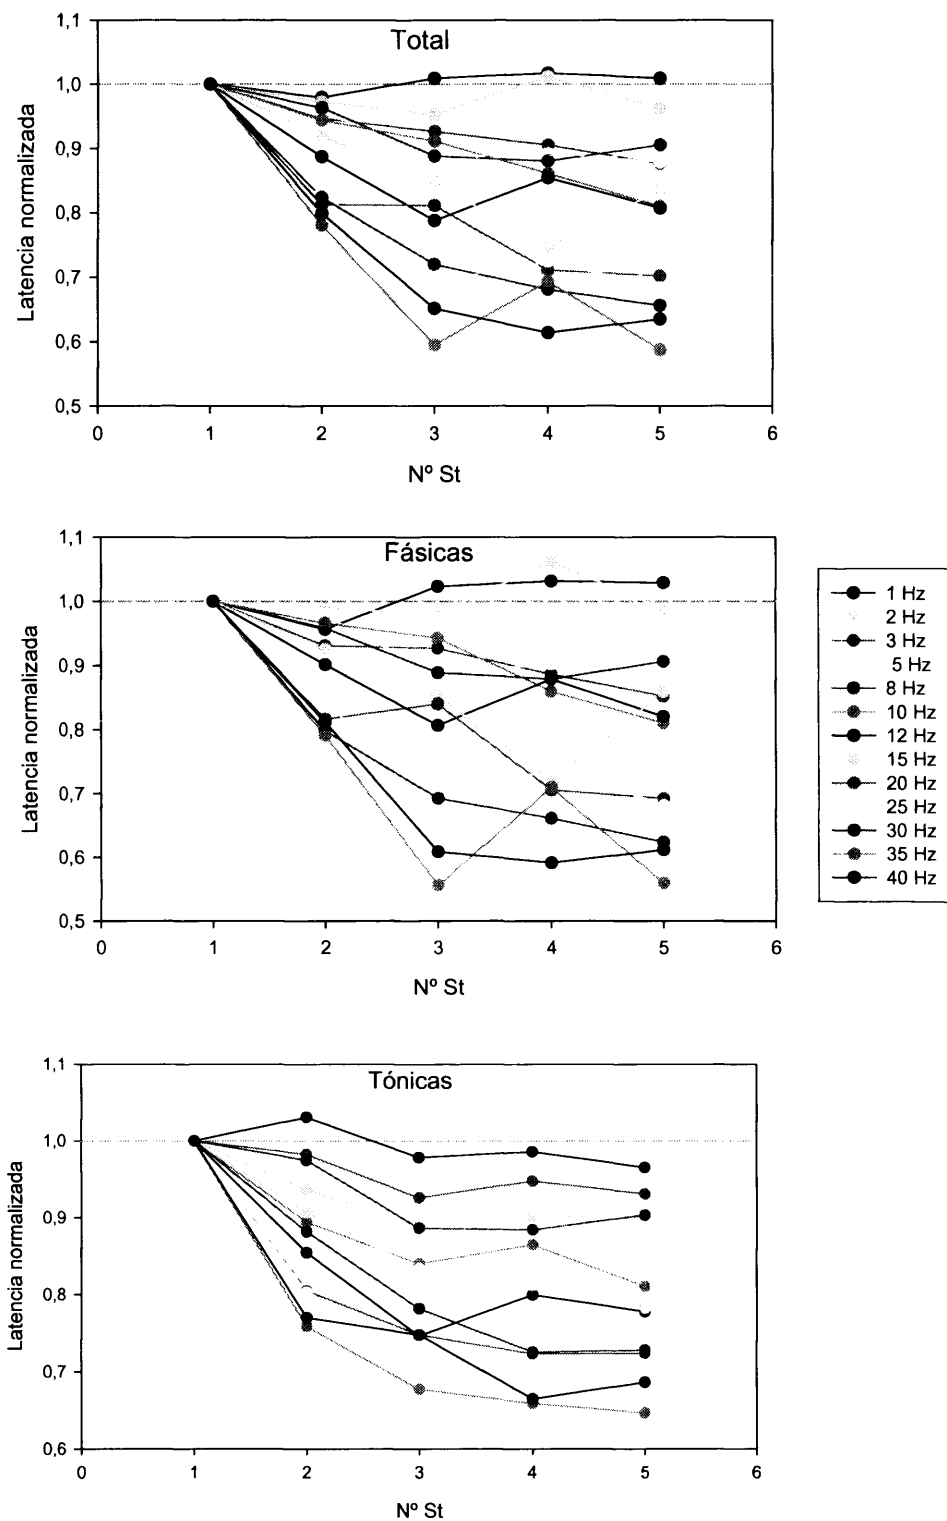 Total
1,1
1,0
0,9
0,8
0,7
0,6
0,5
Latencia normalizada
0 1 2 3 4 5 6
Nº St
Fásicas
1,1
1,0
0,9
0,8
0,7
0,6
0,5
Latencia normalizada
0 1 2 3 4 5 6
Nº St
1 Hz
2 Hz
3 Hz
5 Hz
8 Hz
10 Hz
12 Hz
15 Hz
20 Hz
25 Hz
30 Hz
35 Hz
40 Hz
Tónicas
1,1
1,0
0,9
0,8
0,7
0,6
Latencia normalizada
0 1 2 3 4 5 6
Nº St